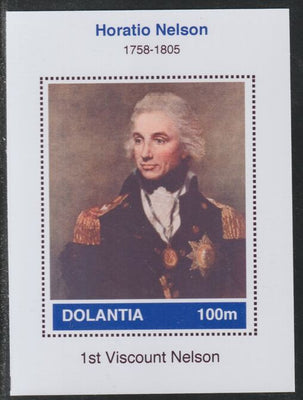 Horatio Nelson
1758-1805
DOLANTIA 100m
1st Viscount Nelson